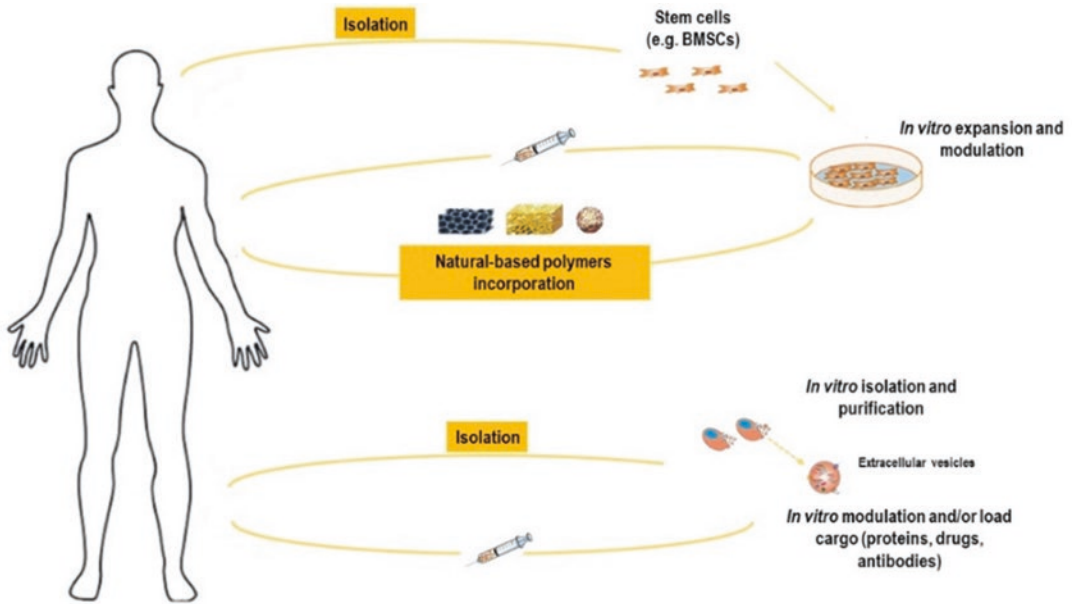 Isolation
Stem cells
(e.g. BMSCs)
In vitro expansion and
modulation
Natural-based polymers
incorporation
In vitro isolation and
purification
Isolation
Extracellular vesicles
In vitro modulation and/or load
cargo (proteins, drugs,
antibodies)